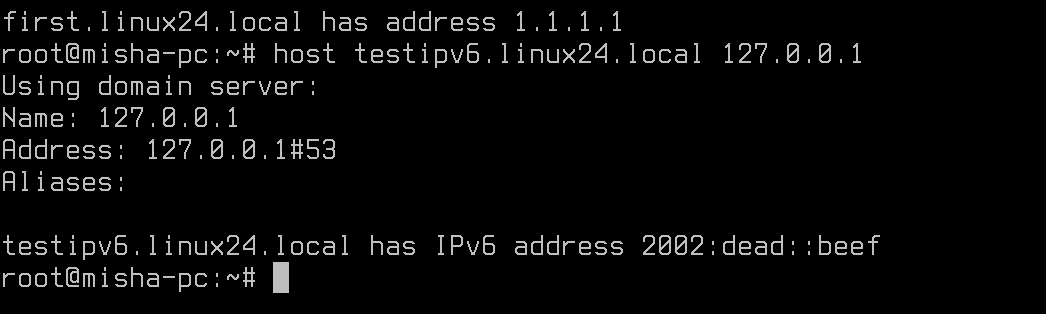 first.linux24.local has address 1.1.1.1
root@misha-pc:~# host testipv6.linux24.local 127.0.0.1
Using domain server:
Name: 127.0.0.1
Address: 127.0.0.1#53
Aliases:

testipv6.linux24.local has IPv6 address 2002:dead::beef
root@misha-pc:~#